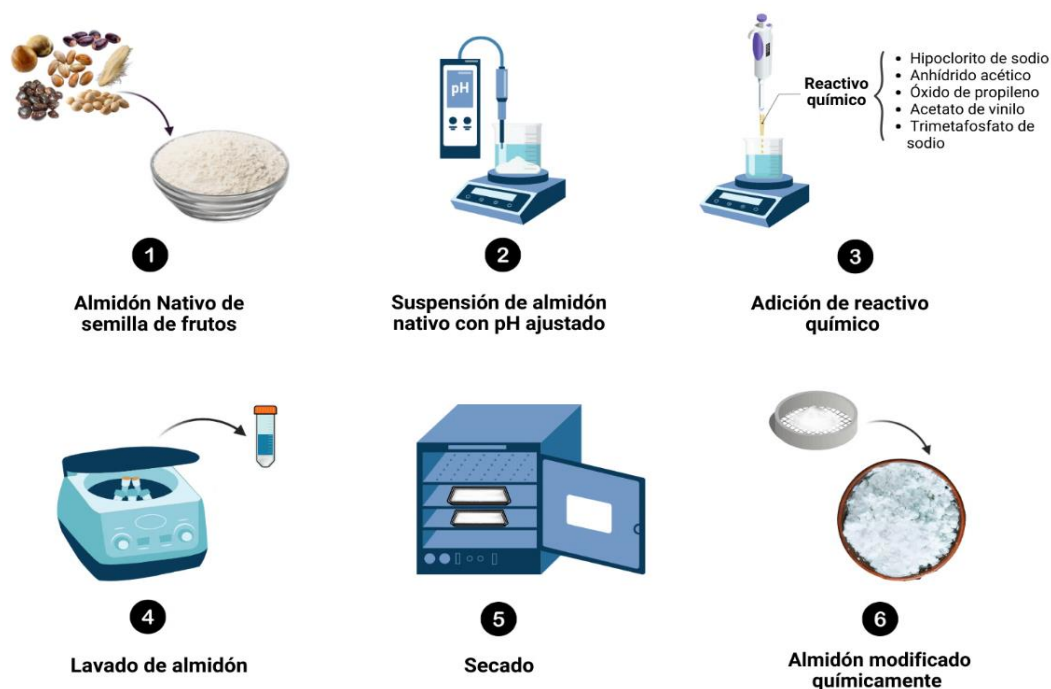 pH
Reactivo
químico
• Hipoclorito de sodio
• Anhídrido acético
• Óxido de propileno
• Acetato de vinilo
• Trimetafosfato de
sodio
1
Almidón Nativo de
semilla de frutos
2
Suspensión de almidón
nativo con pH ajustado
3
Adición de reactivo
químico
4
Lavado de almidón
5
Secado
6
Almidón modificado
químicamente